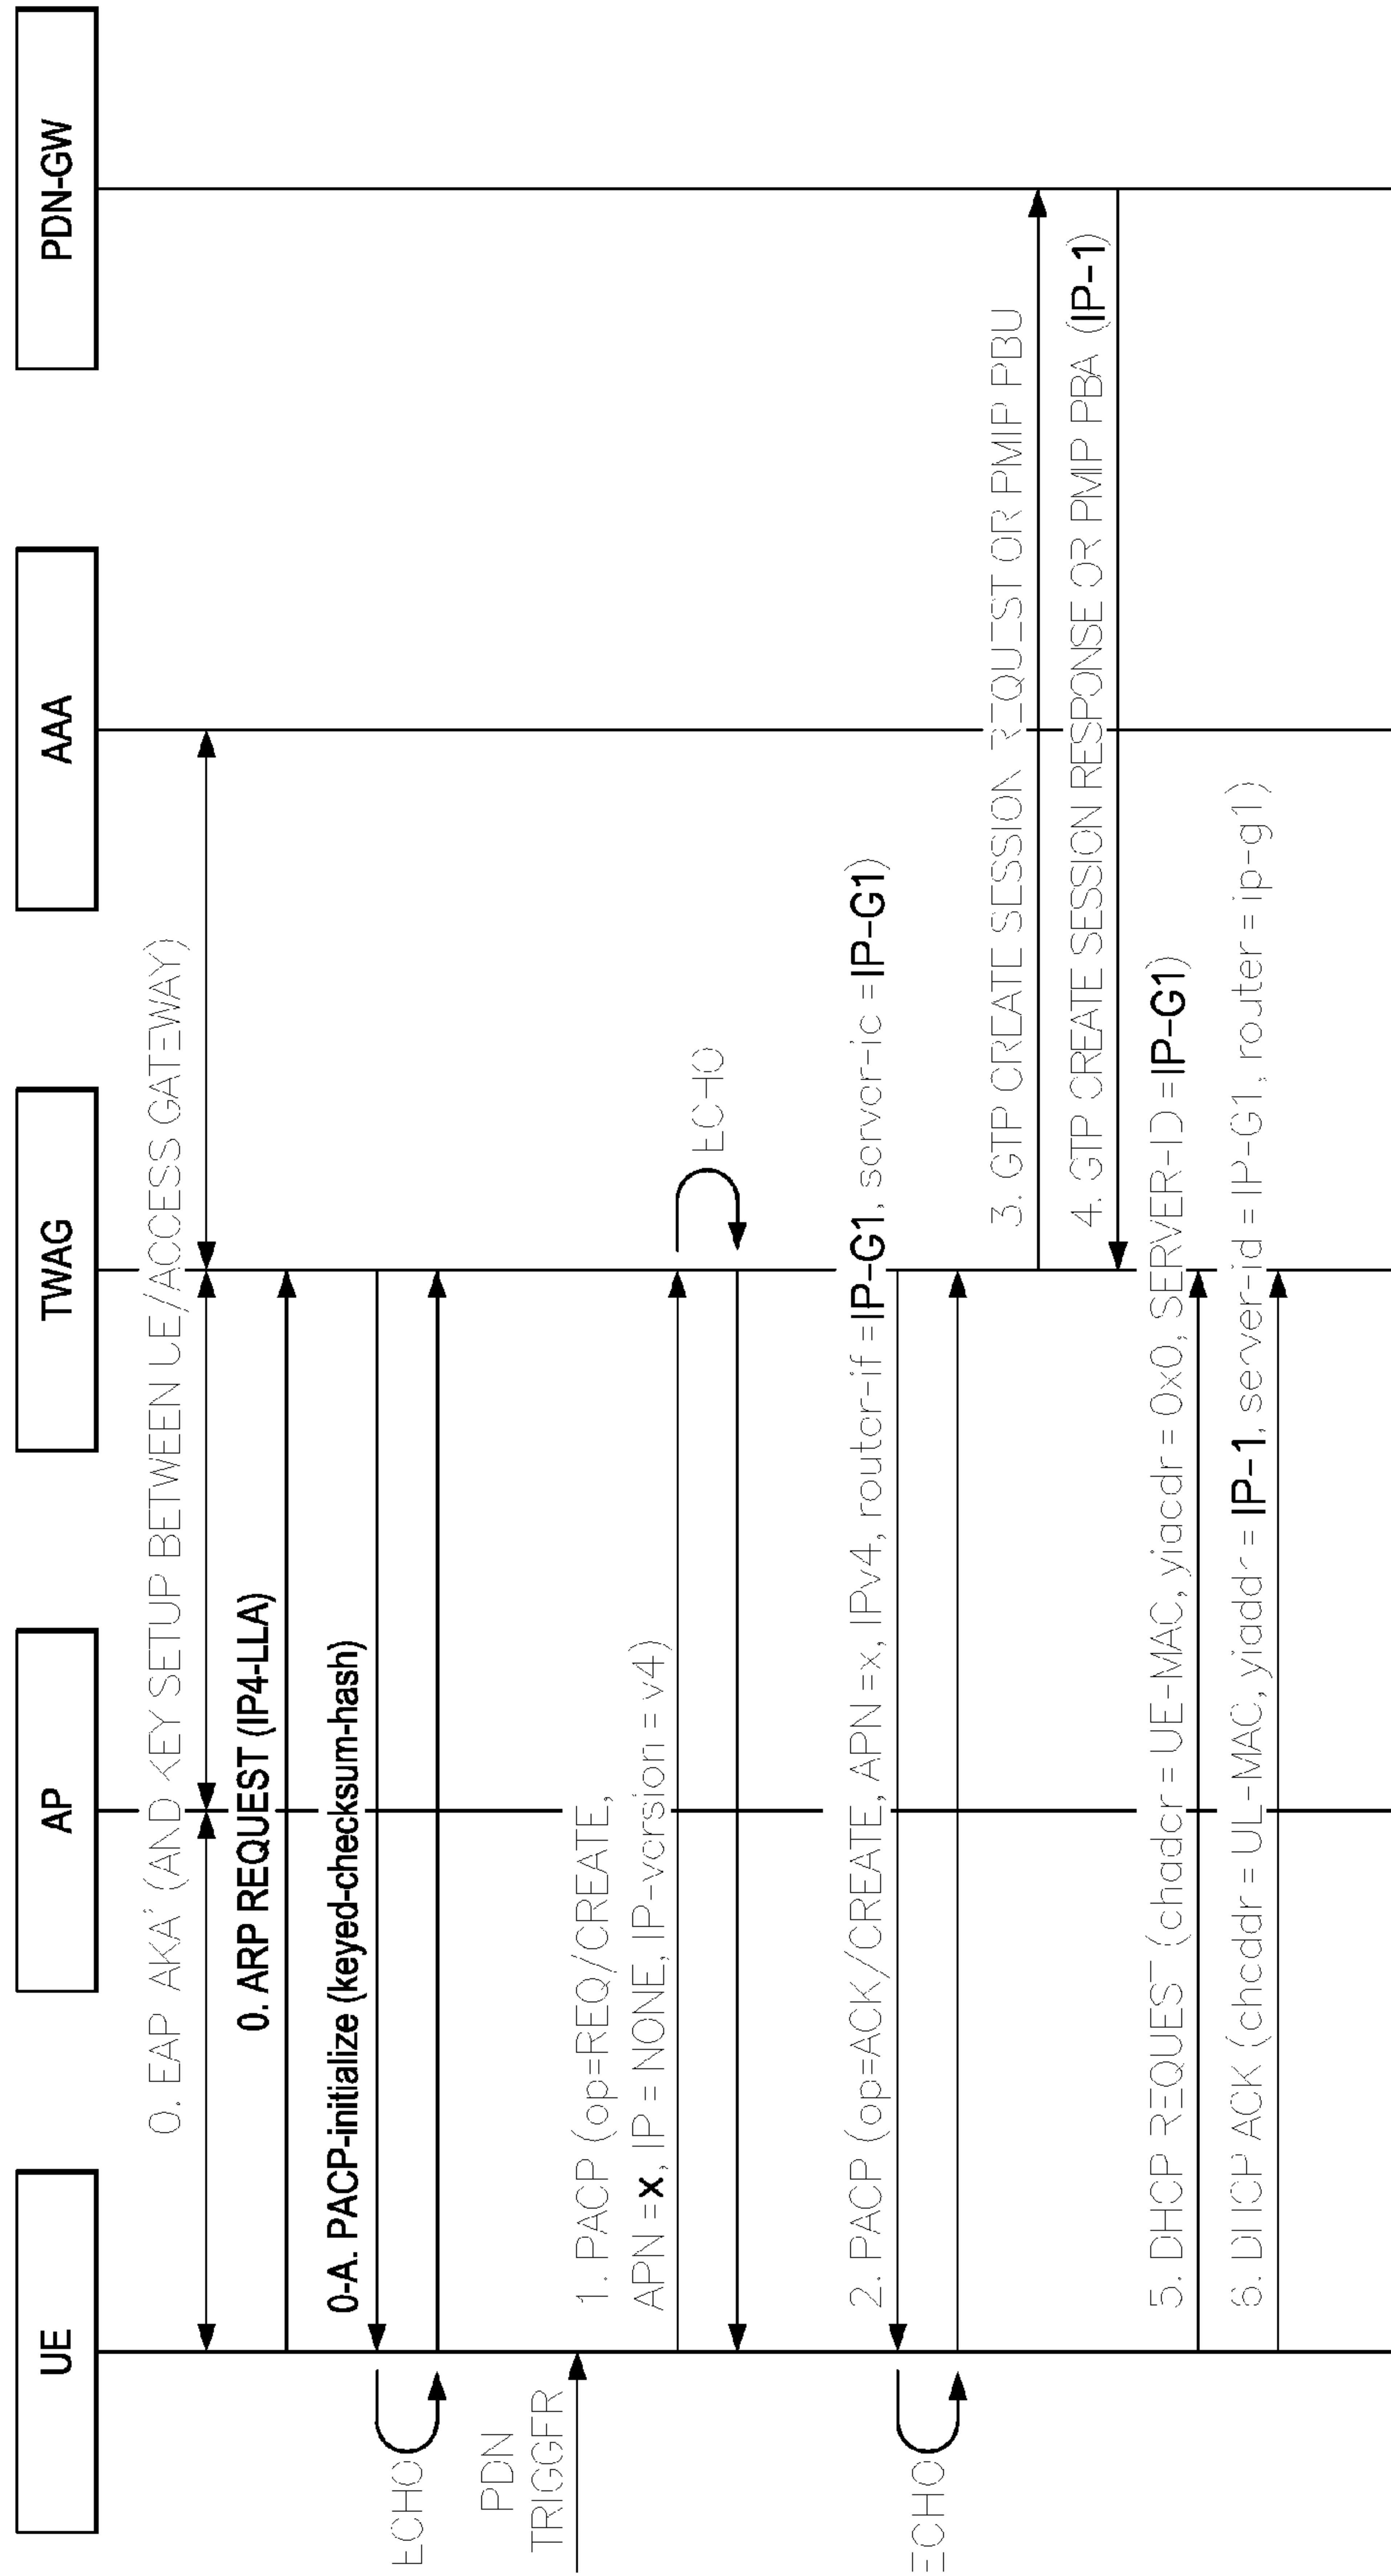 UE
AP
TWAG
AAA
PDN-GW
0. EAP AKA' (AND KEY SETUP BETWEEN UE/ACCESS GATEWAY)
0. ARP REQUEST (IP4-LLA)
0-A. PACP-initialize (keyed-checksum-hash)
ECHO
PDN
TRIGGER
1. PACP (op=REQ/CREATE,
APN = x, IP = NONE, IP-version = v4)
ECHO
2. PACP (op=ACK/CREATE, APN =x, IPv4, router-if =IP-G1, server-ic =IP-G1)
ECHO
3. GTP CREATE SESSION REQUEST OR PMIP PBU
4. GTP CREATE SESSION RESPONSE OR PMIP PBA (IP-1)
5. DHCP REQUEST (chadcr = UE-MAC, yiacdr = 0x0, SERVER-ID = IP-G1)
6. DHCP ACK (chcddr = UE-MAC, yiaddr = IP-1, server-id = IP-G1, router = ip-g1)